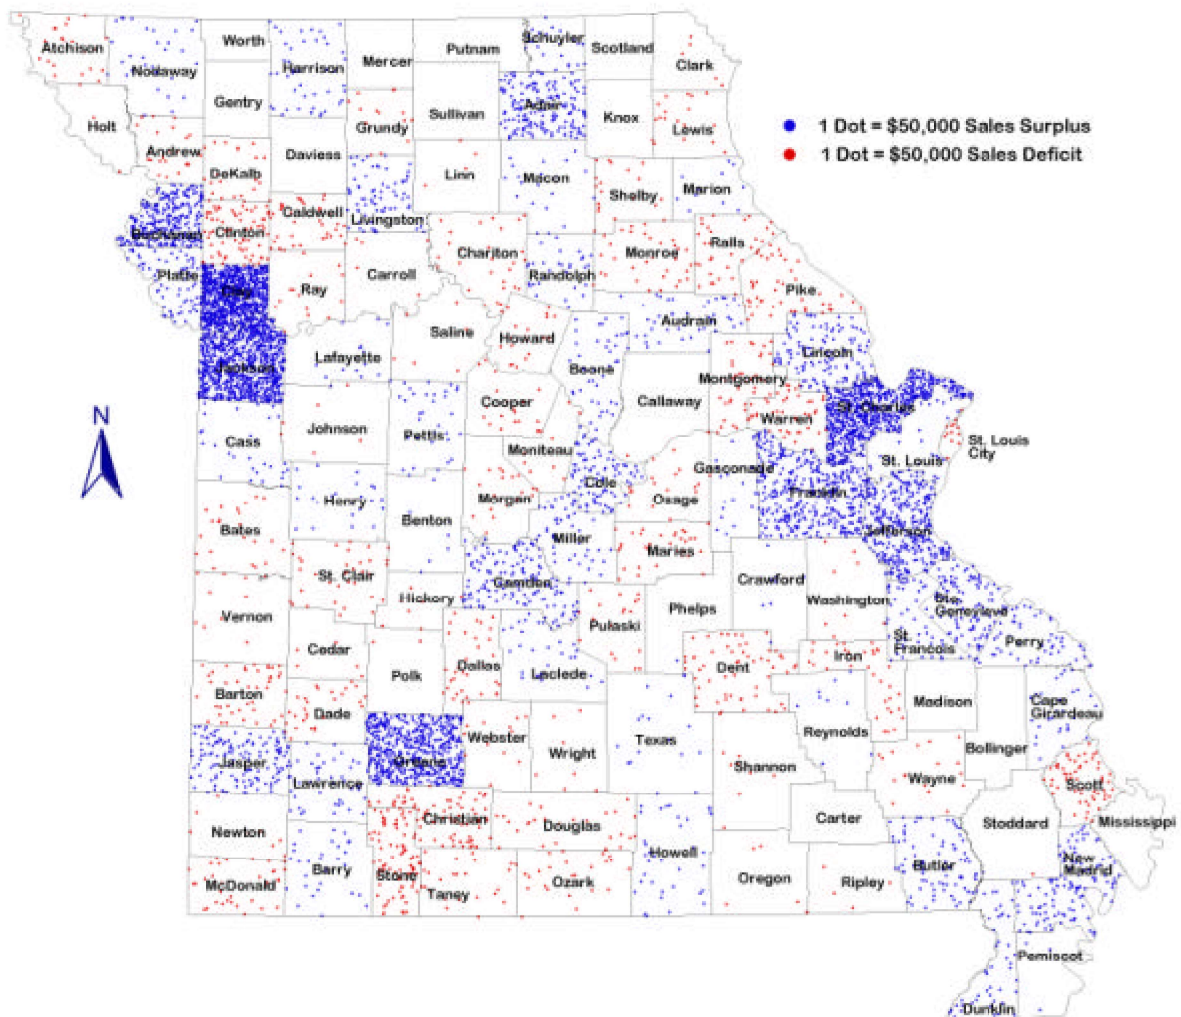 Schuyler
Worth
Putnam
Scotland
Atchison
Mercer
Clark
Nodaway
Harrison
Gentry
Adair
Sullivan
Knox
Holt
Grundy
Lewis
1 Dot = $50,000 Sales Surplus
Andrew
Daviess
1 Dot = $50,000 Sales Deficit
DeKalb
Linn
Macon
Shelby
Marion
Caldwell
Livingston
Buchanan
Clinton
Chariton
Monroe
Ralls
Platte
Carroll
Randolph
Clay
Ray
Pike
Saline
Howard
Audrain
Lafayette
Lincoln
Jackson
Boone
Montgomery
Cooper
Callaway
St. Charles
N
Warren
Johnson
Pettis
Cass
Moniteau
St. Louis
City
St. Louis
Gasconade
Cole
Henry
Morgan
Osage
Franklin
Bates
Benton
Miller
Jefferson
Maries
St. Clair
Camden
Crawford
Hickory
Washington
Ste.
Genevieve
Vernon
Pulaski
Phelps
St.
Francois
Perry
Cedar
Iron
Dallas
Dent
Polk
Laclede
Barton
Madison
Cape
Girardeau
Dade
Reynolds
Webster
Texas
Bollinger
Wright
Jasper
Greene
Shannon
Wayne
Lawrence
Scott
Christian
Carter
Stoddard
Mississippi
Newton
Douglas
Howell
New
Madrid
Barry
Butler
McDonald
Stone
Taney
Ozark
Oregon
Ripley
Pemiscot
Dunklin